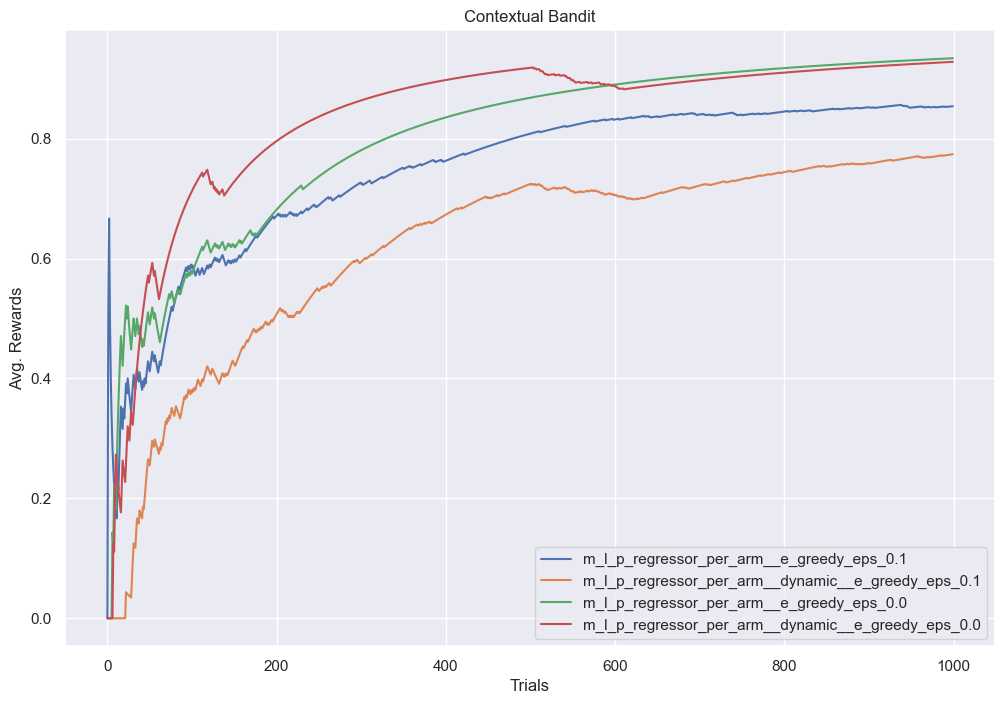 Contextual Bandit
Avg. Rewards
0.8
0.6
0.4
0.2
0.0
0
200
400
600
800
1000
Trials
m_l_p_regressor_per_arm__e_greedy_eps_0.1
m_l_p_regressor_per_arm__dynamic__e_greedy_eps_0.1
m_l_p_regressor_per_arm__e_greedy_eps_0.0
m_l_p_regressor_per_arm__dynamic__e_greedy_eps_0.0